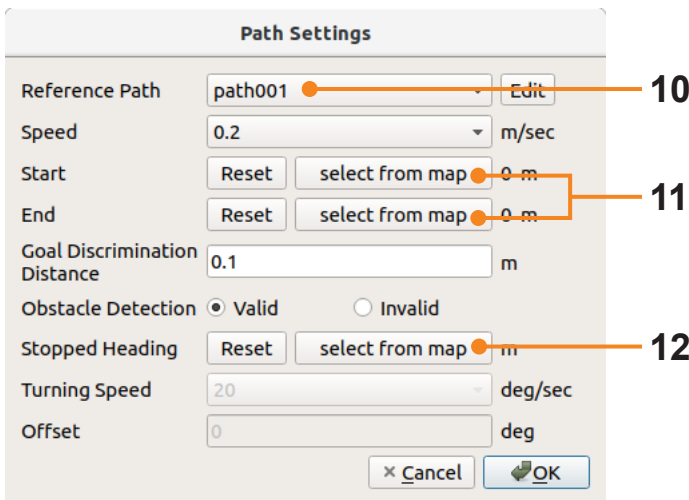 Path Settings
Reference Path path001 Edit 10
Speed 0.2 m/sec
Start Reset select from map 0 m
11
End Reset select from map 0 m
Goal Discrimination
Distance 0.1 m
Obstacle Detection Valid Invalid
Stopped Heading Reset select from map m 12
Turning Speed 20 deg/sec
Offset 0 deg
× Cancel OK